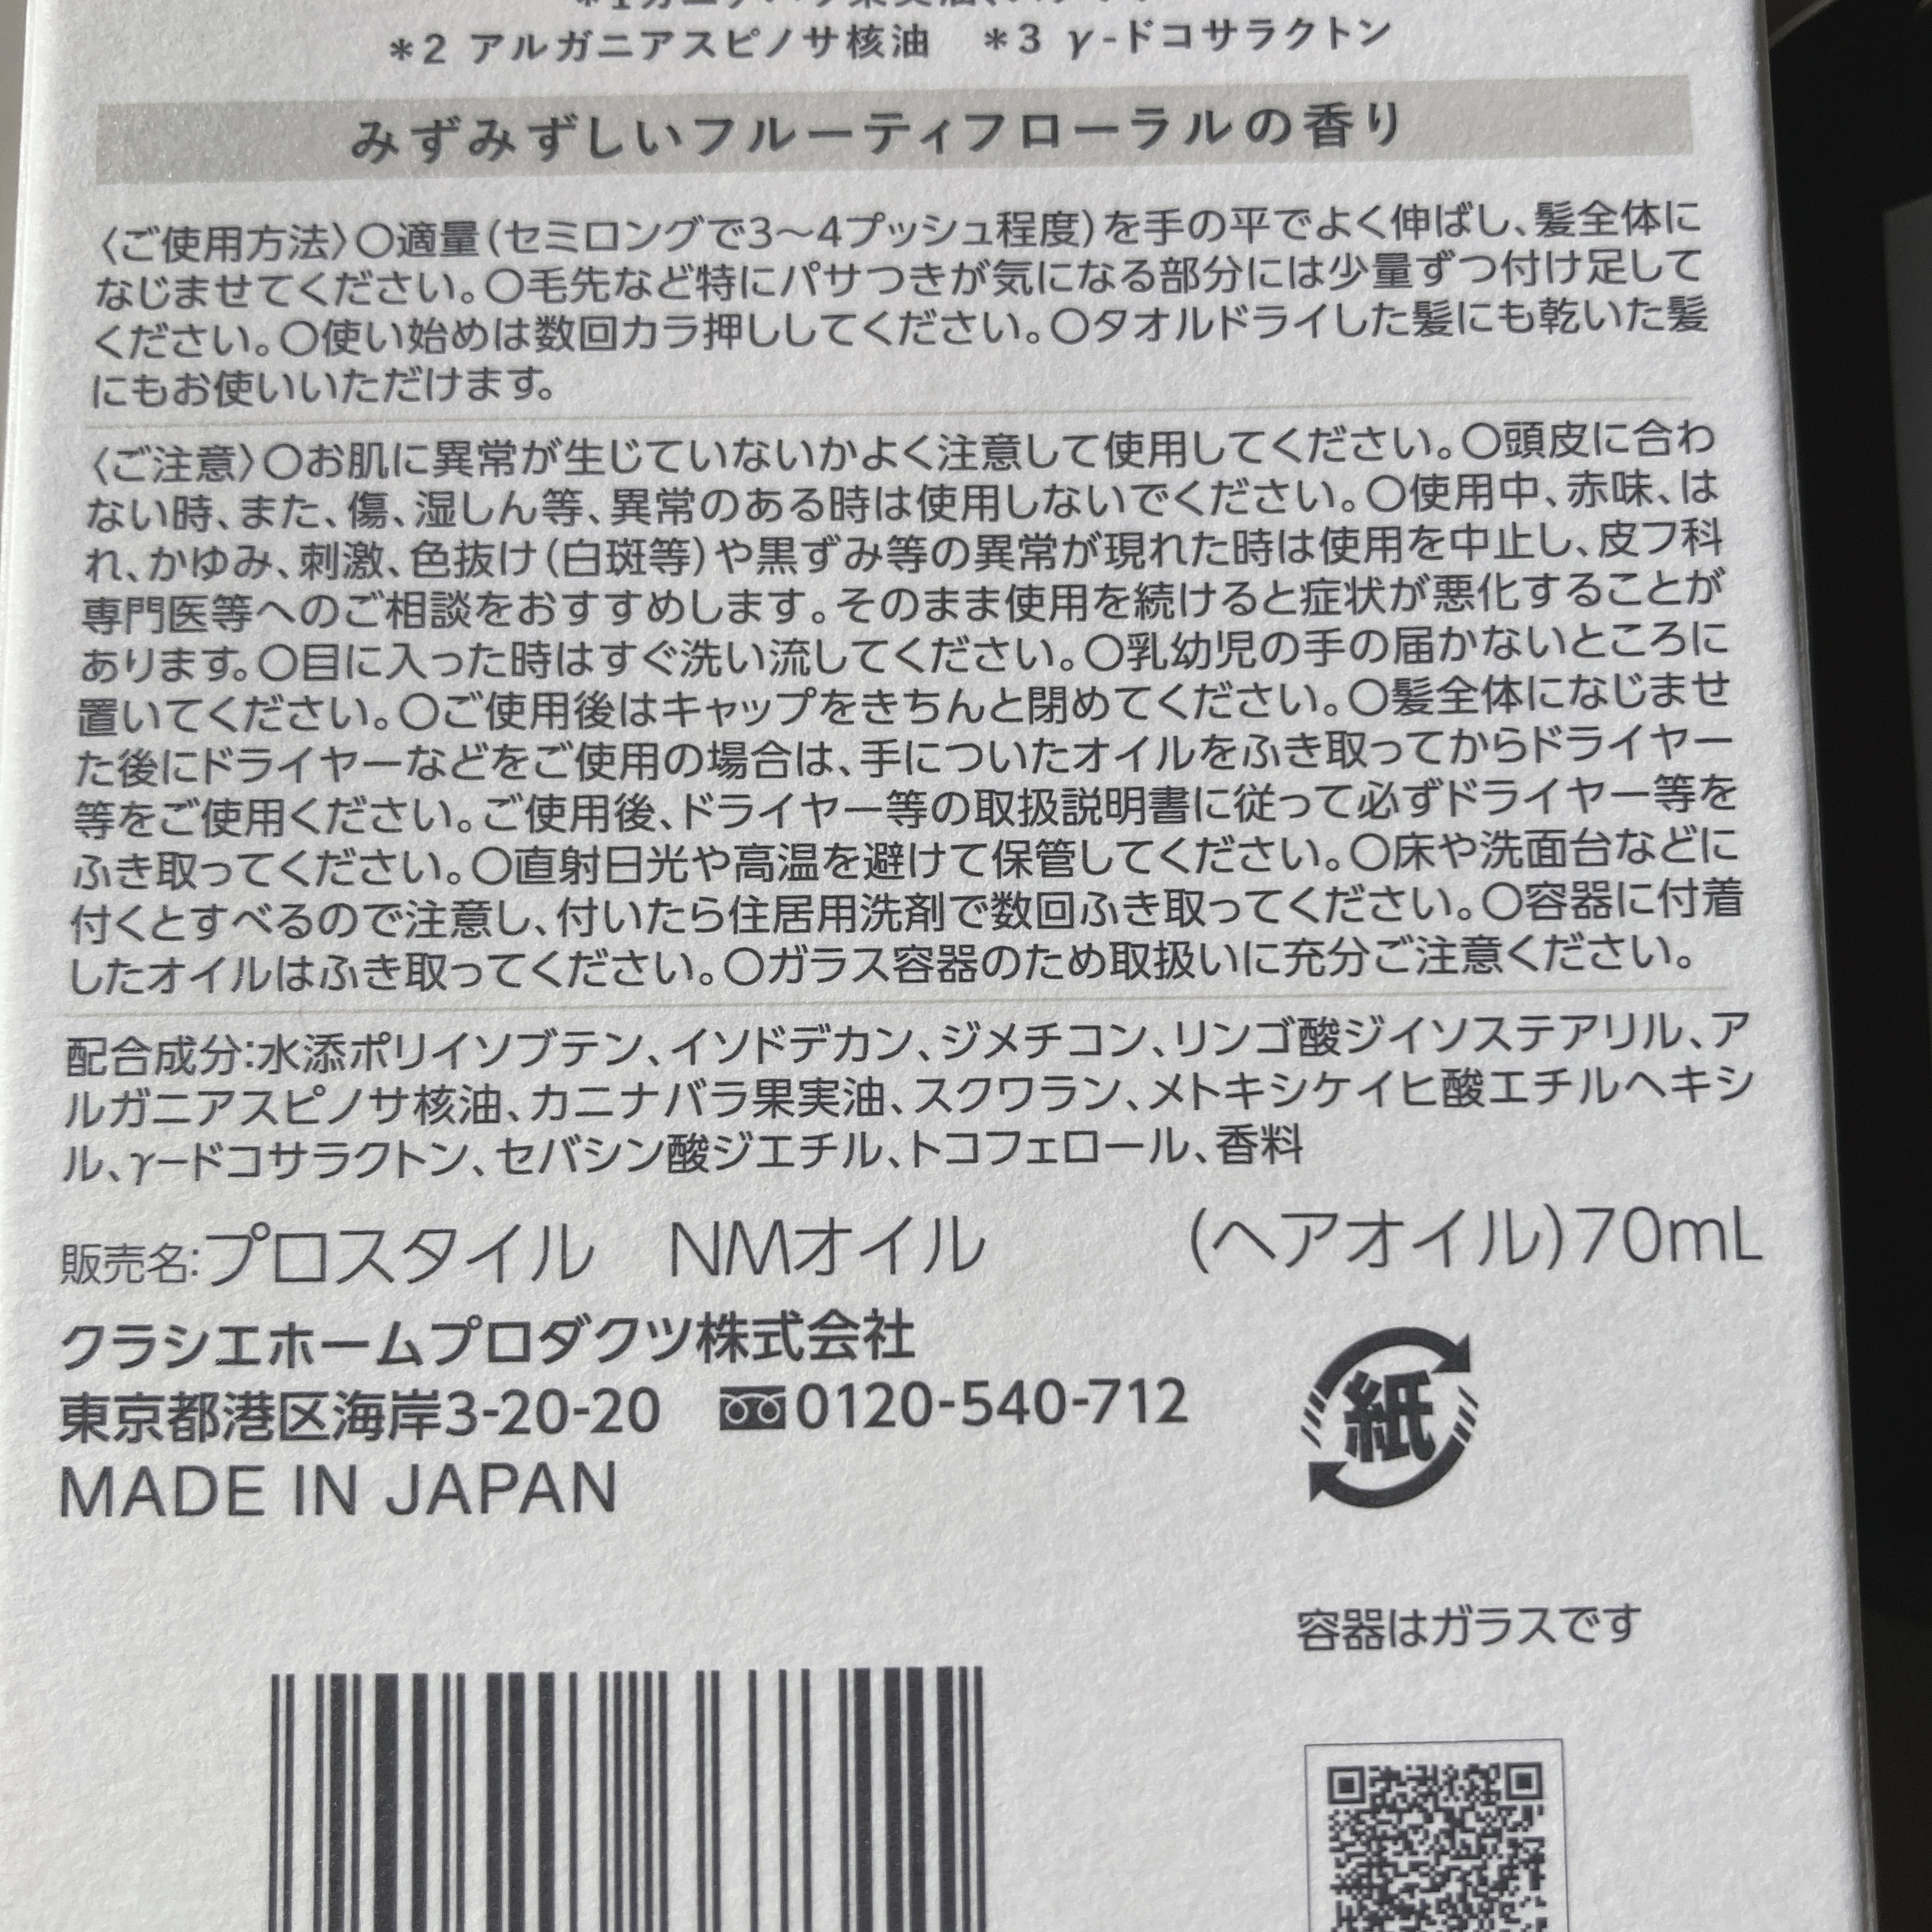 *2 アルガニアスピノサ核油　*3 γ-ドコサラクトン
みずみずしいフルーティフローラルの香り
〈ご使用方法〉〇適量(セミロングで3〜4プッシュ程度)を手の平でよく伸ばし、髪全体に
なじませてください。〇毛先など特にパサつきが気になる部分には少量ずつ付け足して
ください。〇使い始めは数回カラ押ししてください。〇タオルドライした髪にも乾いた髪
にもお使いいただけます。
〈ご注意〉〇お肌に異常が生じていないかよく注意して使用してください。〇頭皮に合わ
ない時、また、傷、湿しん等、異常のある時は使用しないでください。〇使用中、赤味、は
れ、かゆみ、刺激、色抜け(白斑等)や黒ずみ等の異常が現れた時は使用を中止し、皮フ科
専門医等へのご相談をおすすめします。そのまま使用を続けると症状が悪化することが
あります。〇目に入った時はすぐ洗い流してください。〇乳幼児の手の届かないところに
置いてください。〇ご使用後はキャップをきちんと閉めてください。〇髪全体になじませ
た後にドライヤーなどをご使用の場合は、手についたオイルをふき取ってからドライヤー
等をご使用ください。ご使用後、ドライヤー等の取扱説明書に従って必ずドライヤー等を
ふき取ってください。〇直射日光や高温を避けて保管してください。〇床や洗面台などに
付くとすべるので注意し、付いたら住居用洗剤で数回ふき取ってください。〇容器に付着
したオイルはふき取ってください。〇ガラス容器のため取扱いに充分ご注意ください。
配合成分:水添ポリイソブテン、イソドデカン、ジメチコン、リンゴ酸ジイソステアリル、ア
ルガニアスピノサ核油、カニナバラ果実油、スクワラン、メトキシケイヒ酸エチルヘキシ
ル、γードコサラクトン、セバシン酸ジエチル、トコフェロール、香料
販売名:プロスタイル　NMオイル　(ヘアオイル)70mL
クラシエホームプロダクツ株式会社
東京都港区海岸3-20-20　0120-540-712
MADE IN JAPAN
紙
容器はガラスです